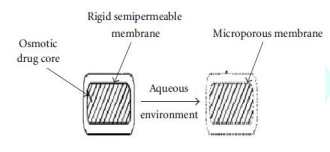 Rigid semipermeable
membrane
Microporous membrane
Osmotic
drug core
Aqueous
environment